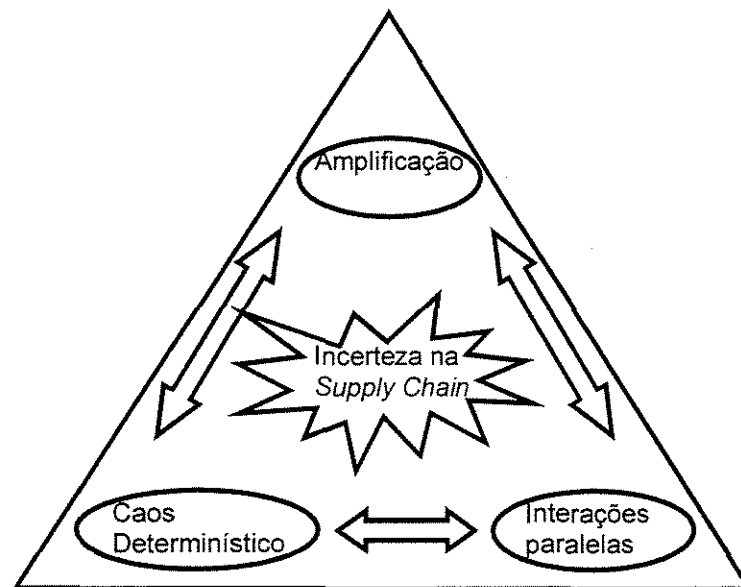 Amplificação
Incerteza na
Supply Chain
Caos
Determinístico
Interações
paralelas